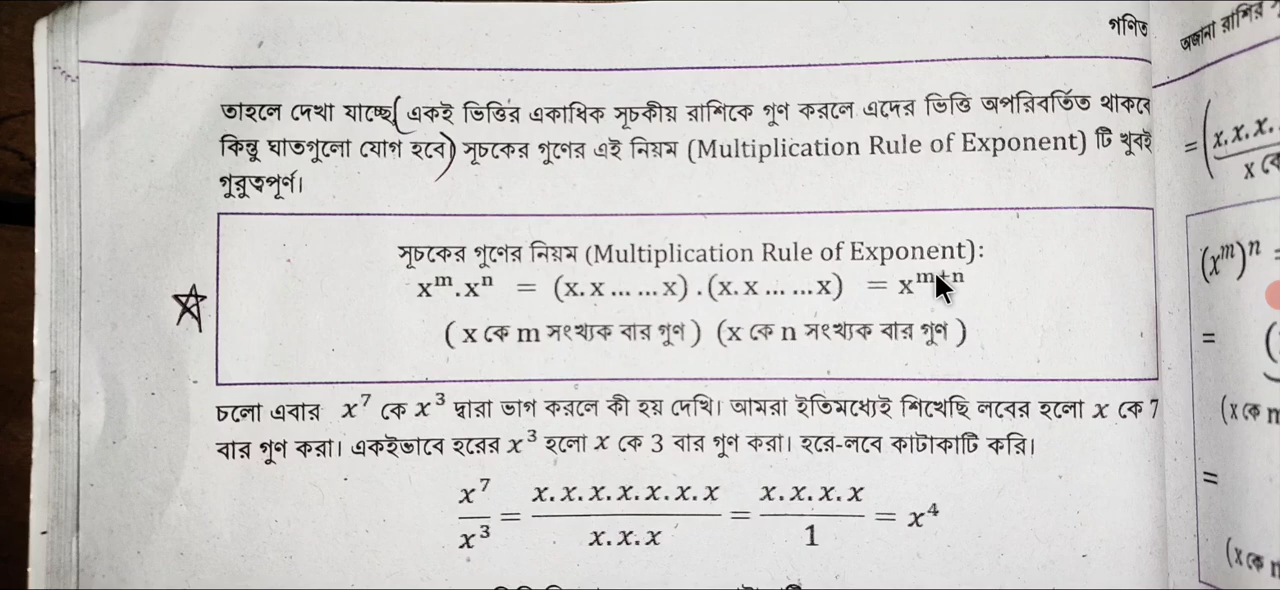 গণিত
তাহলে দেখা যাচ্ছে( একই ভিত্তির একাধিক সূচকীয় রাশিকে গুণ করলে এদের ভিত্তি অপরিবর্তিত থাকবে
কিন্তু ঘাতগুলো যোগ হবে) সূচকের গুণের এই নিয়ম (Multiplication Rule of Exponent) টি খুবই
গুরুত্বপূর্ণ।
সূচকের গুণের নিয়ম (Multiplication Rule of Exponent):
xᵐ.xⁿ = (x. x ... ... x) . (x. x ... ... x) = xᵐ⁺ⁿ
( x কে m সংখ্যক বার গুণ ) (x কে n সংখ্যক বার গুণ )
চলো এবার x⁷ কে x³ দ্বারা ভাগ করলে কী হয় দেখি। আমরা ইতিমধ্যেই শিখেছি লবের হলো x কে 7
বার গুণ করা। একইভাবে হরের x³ হলো x কে 3 বার গুণ করা। হরে-লবে কাটাকাটি করি।
x⁷/x³ = x.x.x.x.x.x.x/x.x.x = x.x.x.x/1 = x⁴
অজানা রাশির
= (x.x.x.
x কে
(xᵐ)ⁿ =
= (
(x কে
=
(x কে